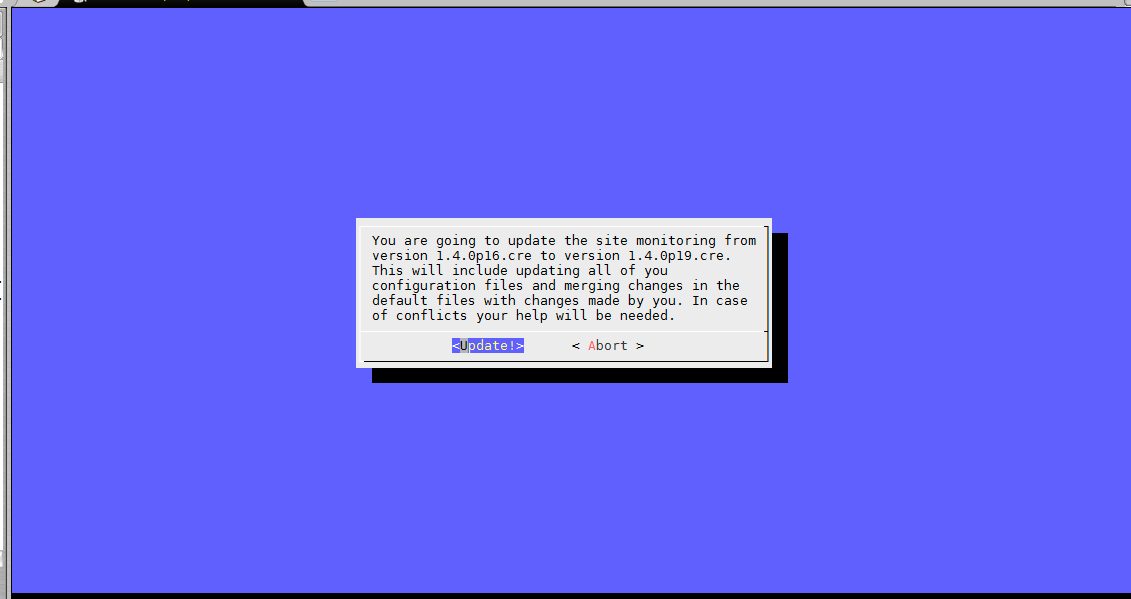 You are going to update the site monitoring from
version 1.4.0p16.cre to version 1.4.0p19.cre.
This will include updating all of you
configuration files and merging changes in the
default files with changes made by you. In case
of conflicts your help will be needed.
<Update!> < Abort >